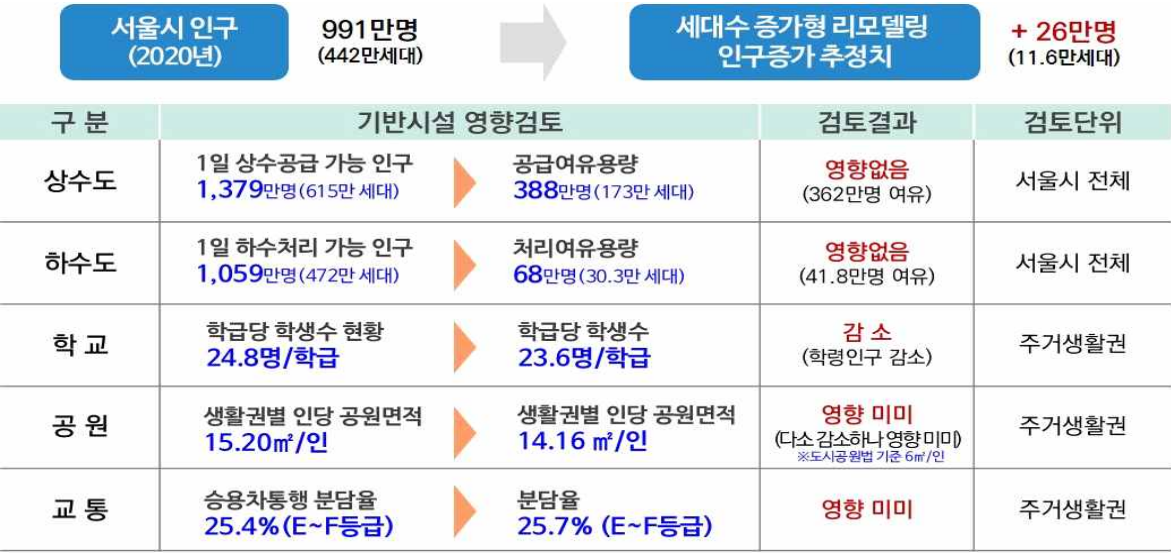 서울시 인구
(2020년)
991만명
(442만세대)
세대수 증가형 리모델링
인구증가 추정치
+ 26만명
(11.6만세대)
구 분
기반시설 영향검토
검토결과
검토단위
상수도
1일 상수공급 가능 인구
1,379만명(615만 세대)
공급여유용량
388만명(173만 세대)
영향없음
(362만명 여유)
서울시 전체
하수도
1일 하수처리 가능 인구
1,059만명(472만 세대)
처리여유용량
68만명(30.3만 세대)
영향없음
(41.8만명 여유)
서울시 전체
학 교
학급당 학생수 현황
24.8명/학급
학급당 학생수
23.6명/학급
감 소
(학령인구 감소)
주거생활권
공 원
생활권별 인당 공원면적
15.20㎡/인
생활권별 인당 공원면적
14.16 ㎡/인
영향 미미
(다소 감소하나 영향 미미)
※도시공원법 기준 6㎡/인
주거생활권
교 통
승용차통행 분담율
25.4%(E~F등급)
분담율
25.7% (E~F등급)
영향 미미
주거생활권